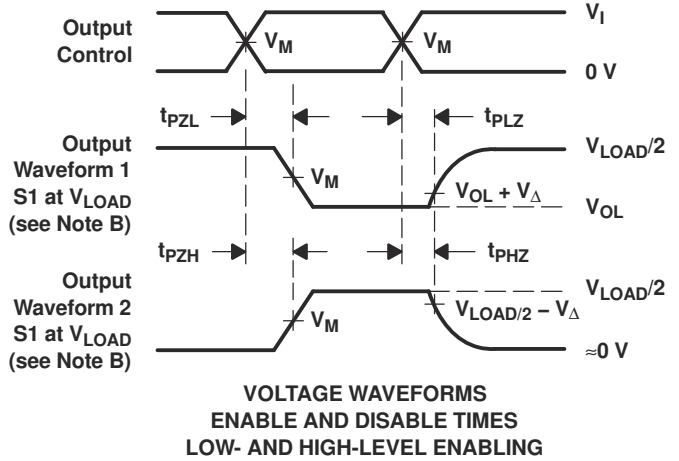 Output
Control
V_M
V_M
V_I
0 V
t_PZL
t_PLZ
Output
Waveform 1
S1 at V_LOAD
(see Note B)
V_M
V_OL + V_Δ
V_LOAD/2
V_OL
t_PZH
t_PHZ
Output
Waveform 2
S1 at V_LOAD
(see Note B)
V_M
V_LOAD/2 − V_Δ
V_LOAD/2
≈0 V
VOLTAGE WAVEFORMS
ENABLE AND DISABLE TIMES
LOW- AND HIGH-LEVEL ENABLING